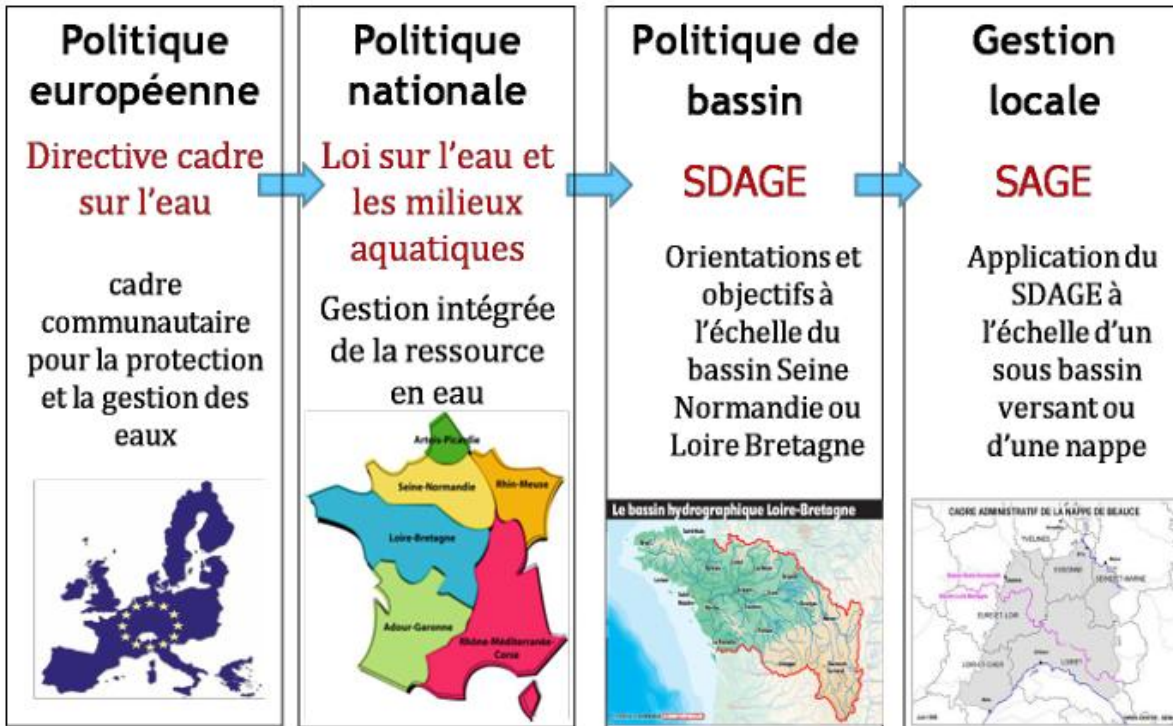 Politique
européenne
Directive cadre
sur l'eau
cadre
communautaire
pour la protection
et la gestion des
eaux
Politique
nationale
Loi sur l'eau et
les milieux
aquatiques
Gestion intégrée
de la ressource
en eau
Artois-Picardie
Seine-Normandie
Rhin-Meuse
Loire-Bretagne
Adour-Garonne
Rhône-Méditerranée-
Corse
Politique de
bassin
SDAGE
Orientations et
objectifs à
l'échelle du
bassin Seine
Normandie ou
Loire Bretagne
Le bassin hydrographique Loire-Bretagne
Gestion
locale
SAGE
Application du
SDAGE à
l'échelle d'un
sous bassin
versant ou
d'une nappe
CADRE ADMINISTRATIF DE LA NAPPE DE BEAUCE
YVELINES
ESSONNE
SEINE-ET-MARNE
EURE-ET-LOIR
LOIR-ET-CHER
LOIRET